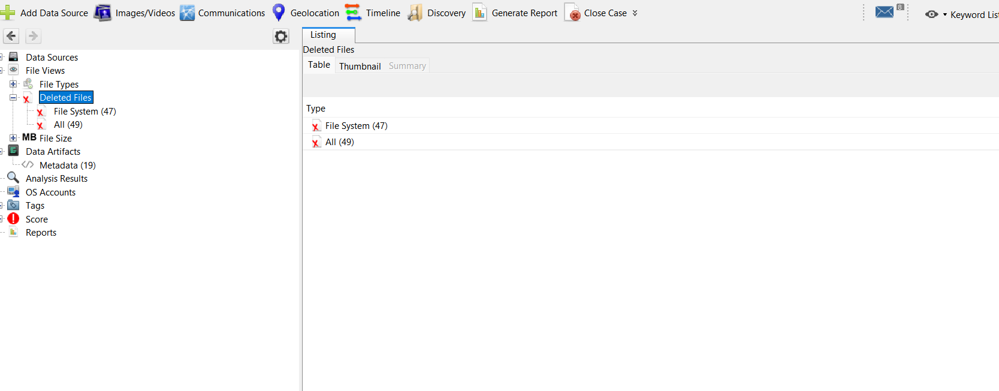 Add Data Source Images/Videos Communications Geolocation Timeline Discovery Generate Report Close Case 8 Keyword List
Listing
Deleted Files
Table Thumbnail Summary
Data Sources
File Views
File Types
Deleted Files
File System (47)
All (49)
MB File Size
Data Artifacts
Metadata (19)
Analysis Results
OS Accounts
Tags
Score
Reports
Type
File System (47)
All (49)